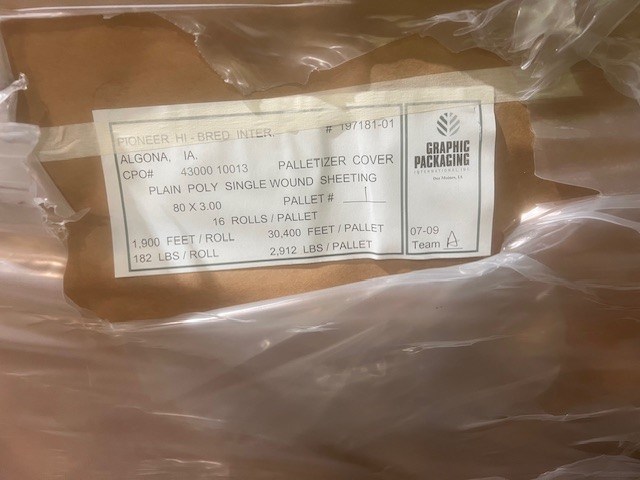 PIONEER HI - BRED INTER
# 197181-01
ALGONA, IA.
CPO# 43000 10013 PALLETIZER COVER
PLAIN POLY SINGLE WOUND SHEETING
80 X 3.00 PALLET # 1
16 ROLLS / PALLET
1,900 FEET / ROLL 30,400 FEET / PALLET
182 LBS / ROLL 2,912 LBS / PALLET
GRAPHIC
PACKAGING
INTERNATIONAL, INC.
07-09
Team A